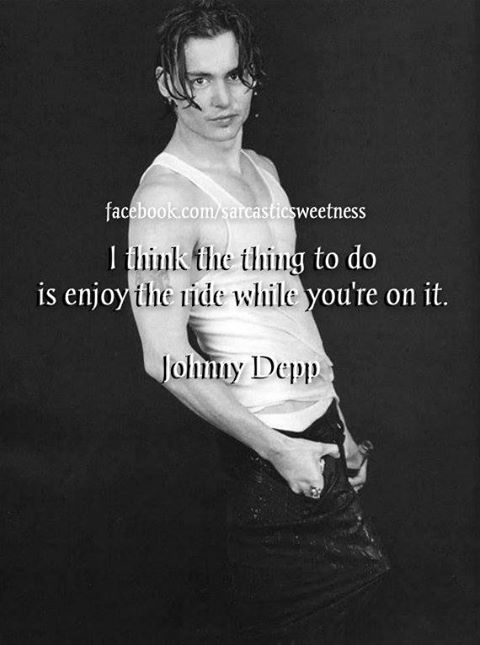 facebook.com/sarcasticsweetness
I think the thing to do
is enjoy the ride while you're on it.
Johnny Depp